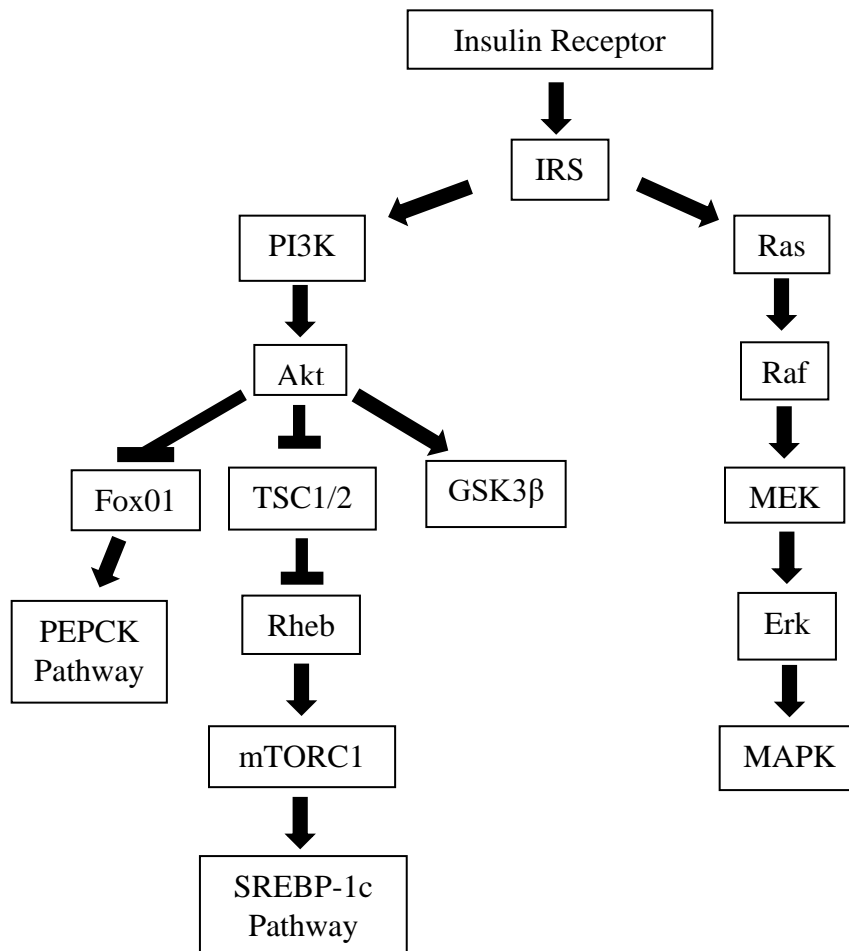 Insulin Receptor
IRS
PI3K
Ras
Akt
Raf
Fox01
TSC1/2
GSK3β
MEK
PEPCK
Pathway
Rheb
Erk
mTORC1
MAPK
SREBP-1c
Pathway